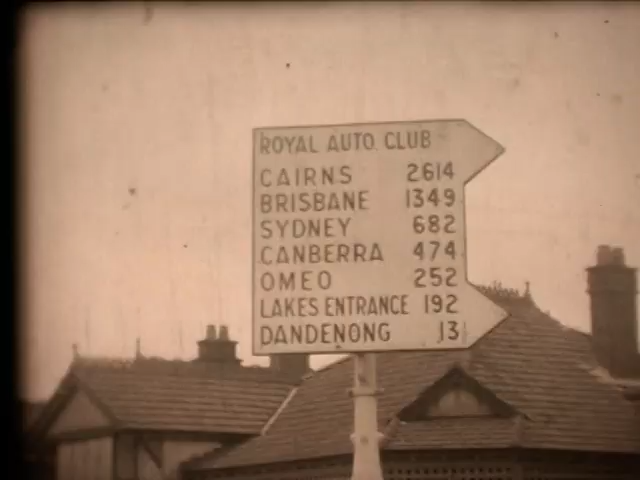 ROYAL AUTO CLUB
CAIRNS 2614
BRISBANE 1349
SYDNEY 682
CANBERRA 474
OMEO 252
LAKES ENTRANCE 192
DANDENONG 13